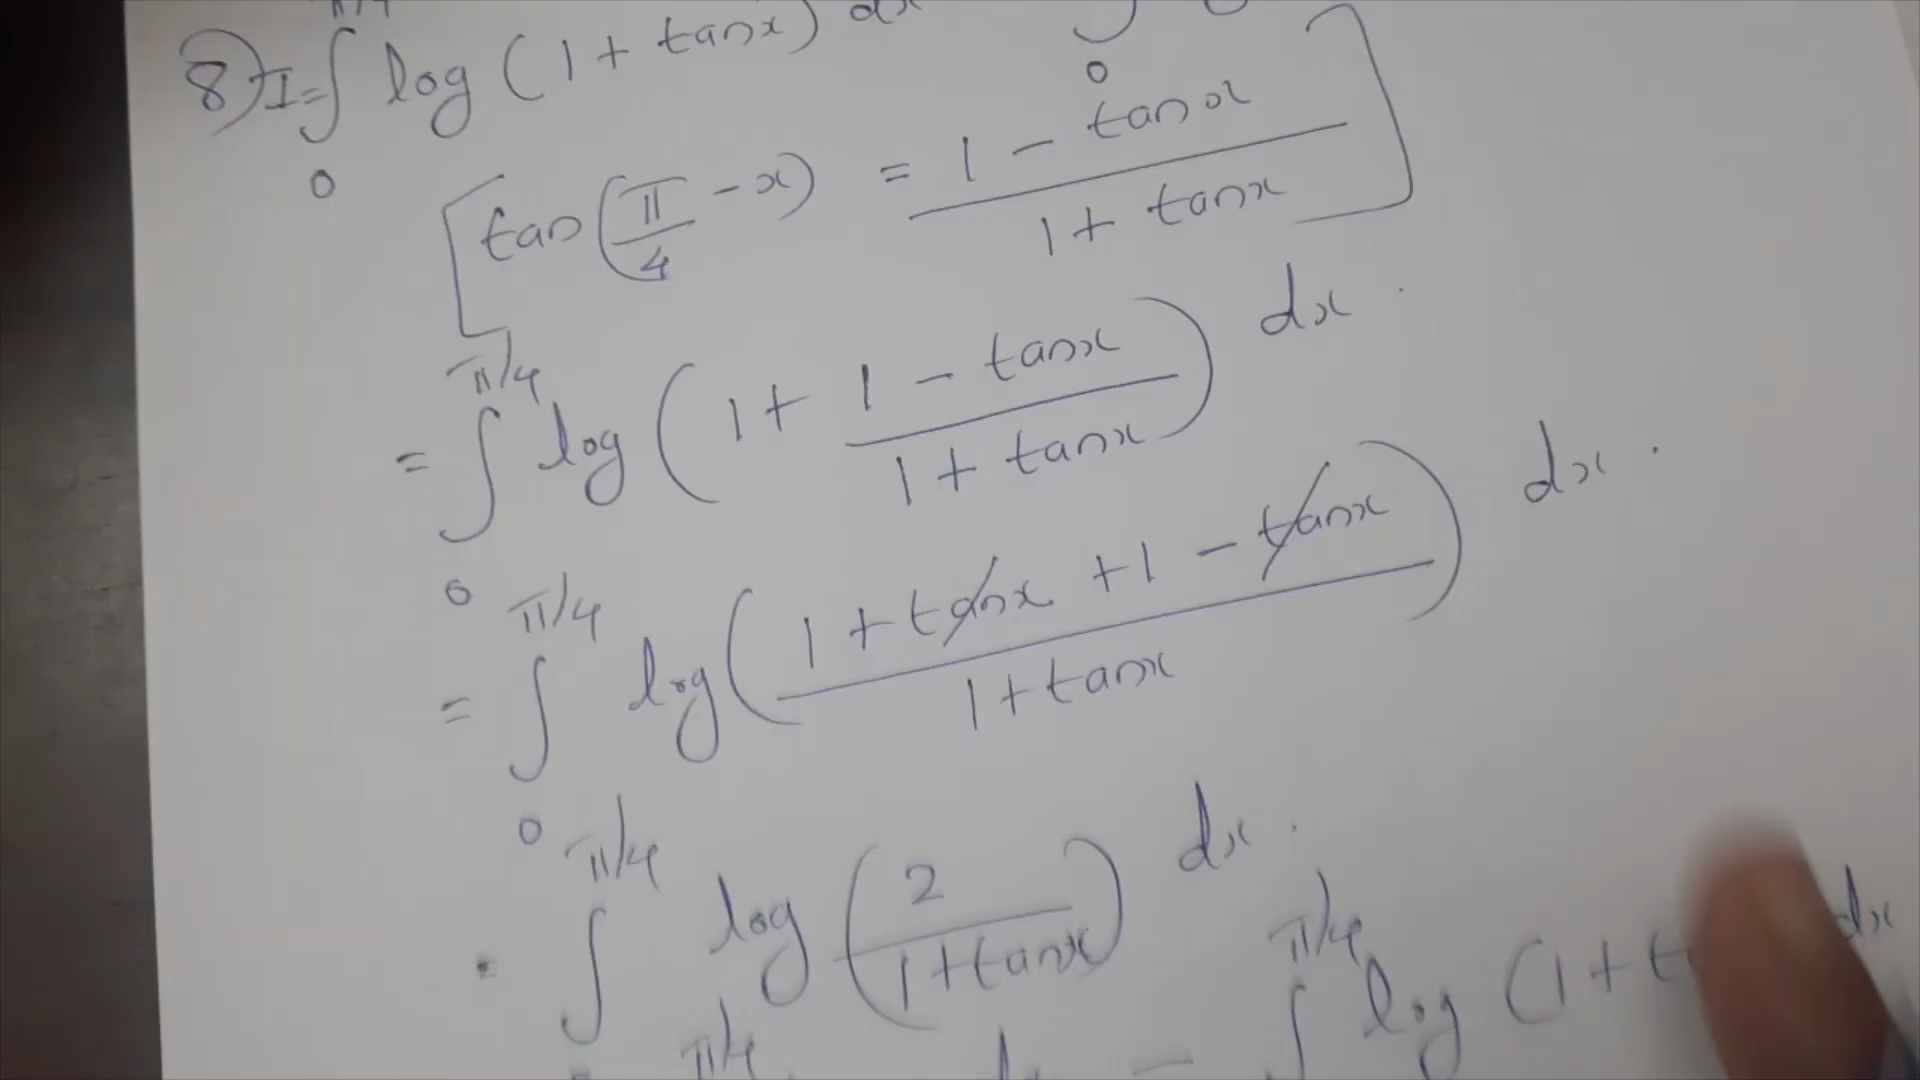 8) I = ∫₀^π/4 log (1 + tanx) dx
[tan(π/4 - x) = (1 - tanx)/(1 + tanx)]
= ∫₀^π/4 log (1 + (1 - tanx)/(1 + tanx)) dx.
= ∫₀^π/4 log ((1 + tanx + 1 - tanx)/(1 + tanx)) dx.
= ∫^π/4 log (2/(1 + tanx)) dx.
π/4 - ∫^π/4 log (1 + dx